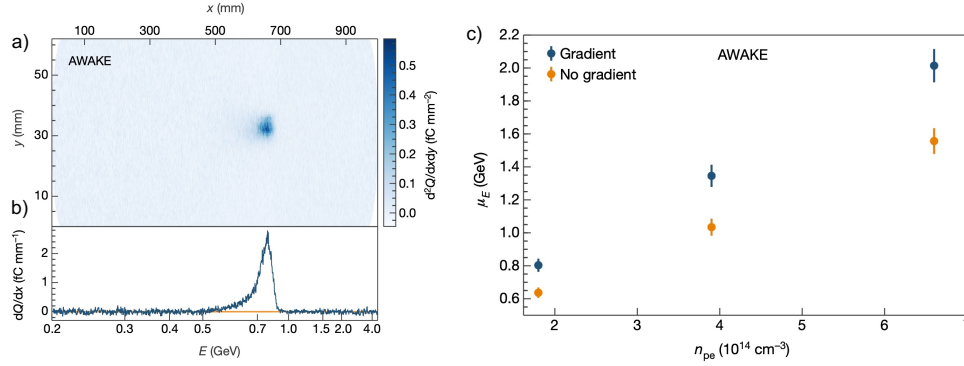 x (mm)
100 300 500 700 900
a)
AWAKE
50
30
10
y (mm)
0.5
0.4
0.3
0.2
0.1
0.0
d²Q/dxdy (fC mm⁻²)
b)
2
1
0
dQ/dx (fC mm⁻¹)
0.2 0.3 0.4 0.5 0.7 1.0 1.5 2.0 4.0
E (GeV)
c)
Gradient
No gradient
AWAKE
2.2
2.0
1.8
1.6
1.4
1.2
1.0
0.8
0.6
μ_E (GeV)
2 3 4 5 6
n_pe (10¹⁴ cm⁻³)